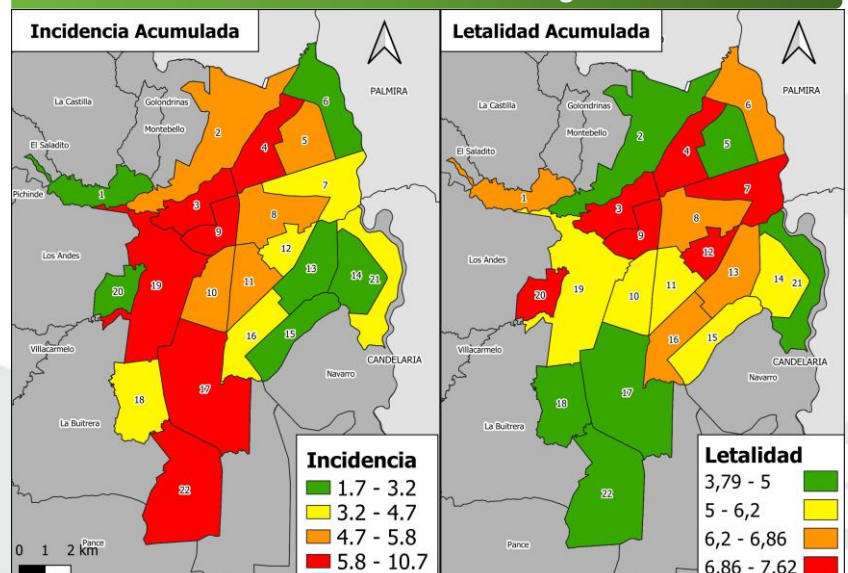 Incidencia Acumulada
La Castilla
Golondrinas
Montebello
El Saladito
Pichinde
Los Andes
Villacarmelo
La Buitrera
Pance
PALMIRA
CANDELARIA
Navarro
1
2
3
4
5
6
7
8
9
10
11
12
13
14
15
16
17
18
19
20
21
22
0 1 2 km
Incidencia
1.7 - 3.2
3.2 - 4.7
4.7 - 5.8
5.8 - 10.7
Letalidad Acumulada
La Castilla
Golondrinas
Montebello
El Saladito
Pichinde
Los Andes
Villacarmelo
La Buitrera
Pance
PALMIRA
CANDELARIA
Navarro
1
2
3
4
5
6
7
8
9
10
11
12
13
14
15
16
17
18
19
20
21
22
Letalidad
3,79 - 5
5 - 6,2
6,2 - 6,86
6,86 - 7,62